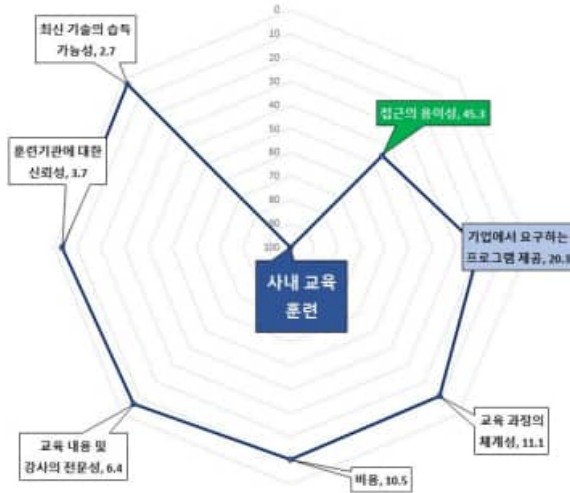 0
10
20
30
40
50
60
70
80
90
100
최신 기술의 습득
가능성, 2.7
접근의 용이성, 45.3
훈련기관에 대한
신뢰성, 3.7
기업에서 요구하는
프로그램 제공, 20.3
사내 교육
훈련
교육 과정의
체계성, 11.1
교육 내용 및
강사의 전문성, 6.4
비용, 10.5